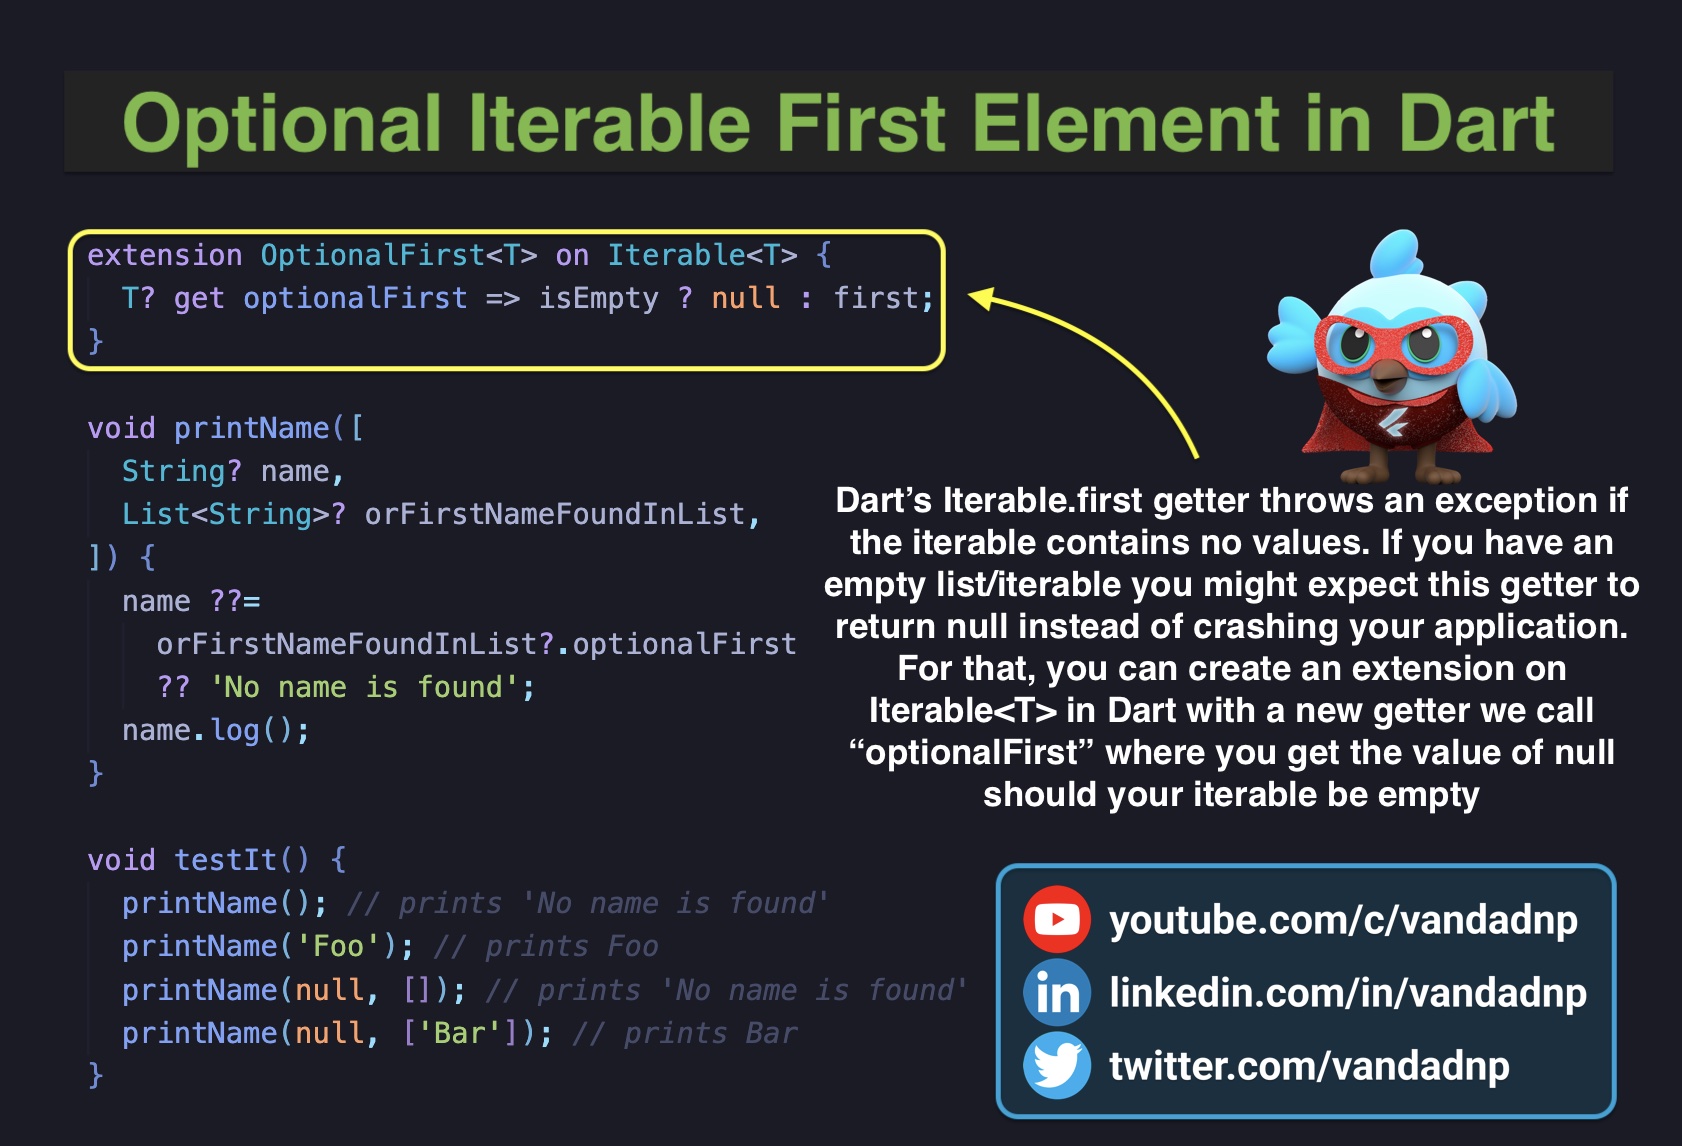 Optional Iterable First Element in Dart
extension OptionalFirst<T> on Iterable<T> {
  T? get optionalFirst => isEmpty ? null : first;
}
void printName([
  String? name,
  List<String>? orFirstNameFoundInList,
]) {
  name ??=
    orFirstNameFoundInList?.optionalFirst
    ?? 'No name is found';
  name.log();
}
void testIt() {
  printName(); // prints 'No name is found'
  printName('Foo'); // prints Foo
  printName(null, []); // prints 'No name is found'
  printName(null, ['Bar']); // prints Bar
}
Dart’s Iterable.first getter throws an exception if
the iterable contains no values. If you have an
empty list/iterable you might expect this getter to
return null instead of crashing your application.
For that, you can create an extension on
Iterable<T> in Dart with a new getter we call
“optionalFirst” where you get the value of null
should your iterable be empty
youtube.com/c/vandadnp
in linkedin.com/in/vandadnp
twitter.com/vandadnp